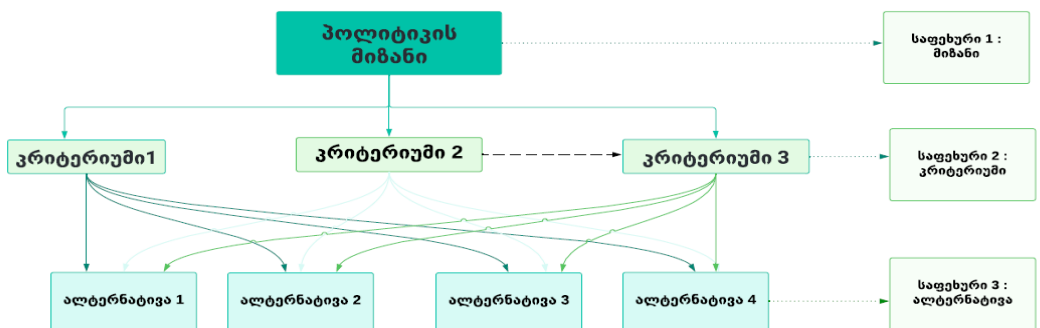 პოლიტიკის
მიზანი
საფეხური 1 :
მიზანი
კრიტერიუმი1
კრიტერიუმი 2
კრიტერიუმი 3
საფეხური 2 :
კრიტერიუმი
ალტერნატივა 1
ალტერნატივა 2
ალტერნატივა 3
ალტერნატივა 4
საფეხური 3 :
ალტერნატივა